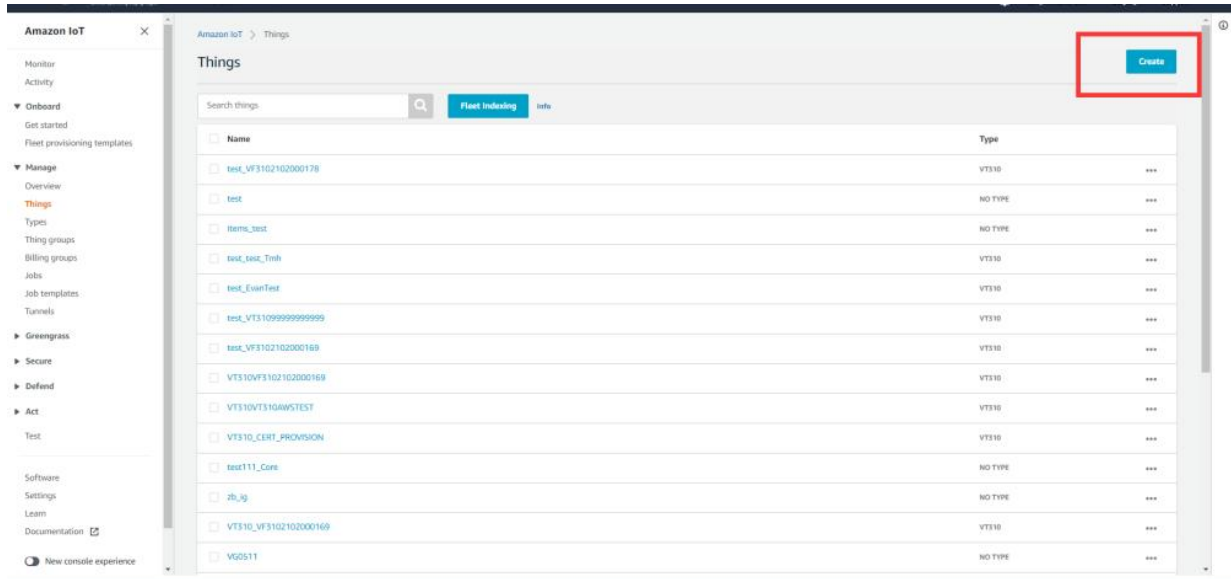 Amazon IoT
Monitor
Activity
Onboard
Get started
Fleet provisioning templates
Manage
Overview
Things
Types
Thing groups
Billing groups
Jobs
Job templates
Tunnels
Greengrass
Secure
Defend
Act
Test
Software
Settings
Learn
Documentation
New console experience
Amazon IoT > Things
Things
Create
Search things Fleet Indexing Info
Name Type
test_VF3102102000178 VT310
test NO TYPE
items_test NO TYPE
test_test_Tmh VT310
test_EvanTest VT310
test_VT31099999999999 VT310
test_VF3102102000169 VT310
VT310VF3102102000169 VT310
VT310VT310AWSTEST VT310
VT310_CERT_PROVISION VT310
test111_Core NO TYPE
zb_ig NO TYPE
VT310_VF3102102000169 VT310
VG0511 NO TYPE